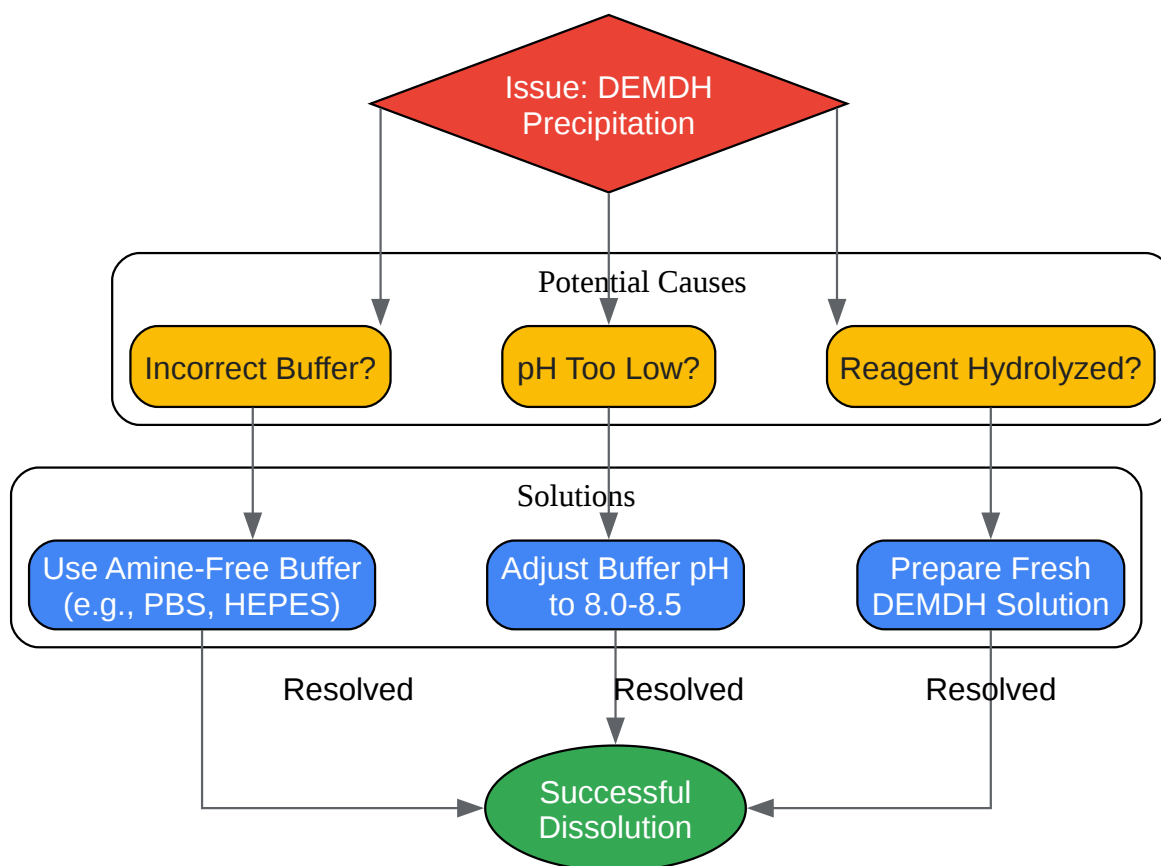 Issue: DEMDH
Precipitation
Potential Causes
Incorrect Buffer?
pH Too Low?
Reagent Hydrolyzed?
Solutions
Use Amine-Free Buffer
(e.g., PBS, HEPES)
Adjust Buffer pH
to 8.0-8.5
Prepare Fresh
DEMDH Solution
Resolved
Resolved
Resolved
Successful
Dissolution